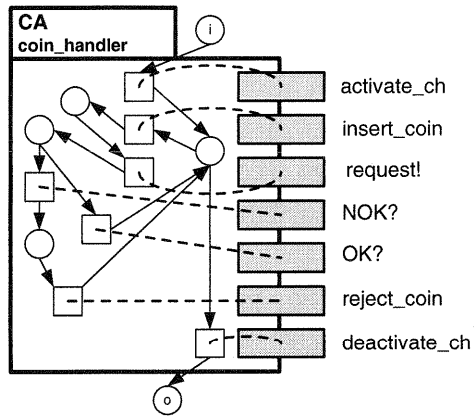 CA
coin_handler
i
activate_ch
insert_coin
request!
NOK?
OK?
reject_coin
deactivate_ch
o